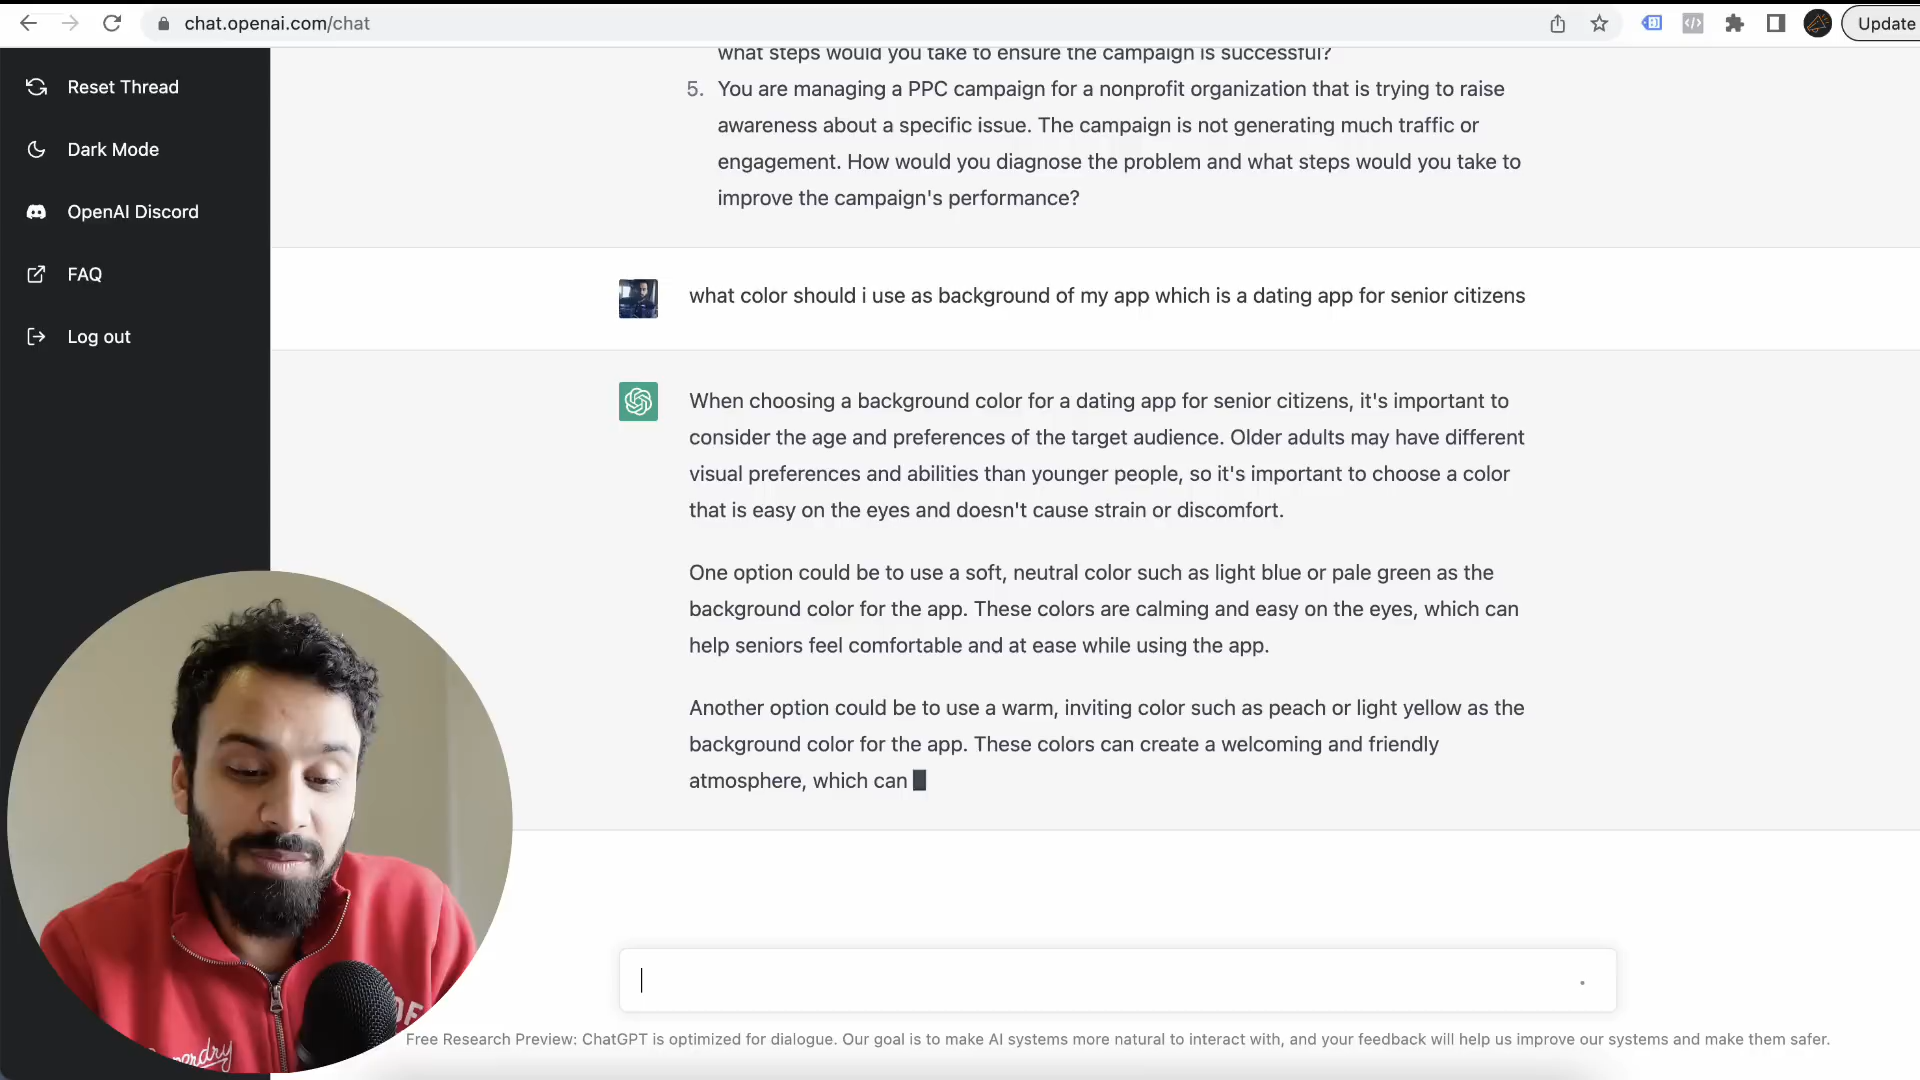 chat.openai.com/chat
Update
Reset Thread
Dark Mode
OpenAI Discord
FAQ
Log out
what steps would you take to ensure the campaign is successful?
5. You are managing a PPC campaign for a nonprofit organization that is trying to raise
awareness about a specific issue. The campaign is not generating much traffic or
engagement. How would you diagnose the problem and what steps would you take to
improve the campaign's performance?
what color should i use as background of my app which is a dating app for senior citizens
When choosing a background color for a dating app for senior citizens, it's important to
consider the age and preferences of the target audience. Older adults may have different
visual preferences and abilities than younger people, so it's important to choose a color
that is easy on the eyes and doesn't cause strain or discomfort.
One option could be to use a soft, neutral color such as light blue or pale green as the
background color for the app. These colors are calming and easy on the eyes, which can
help seniors feel comfortable and at ease while using the app.
Another option could be to use a warm, inviting color such as peach or light yellow as the
background color for the app. These colors can create a welcoming and friendly
atmosphere, which can
Free Research Preview: ChatGPT is optimized for dialogue. Our goal is to make AI systems more natural to interact with, and your feedback will help us improve our systems and make them safer.